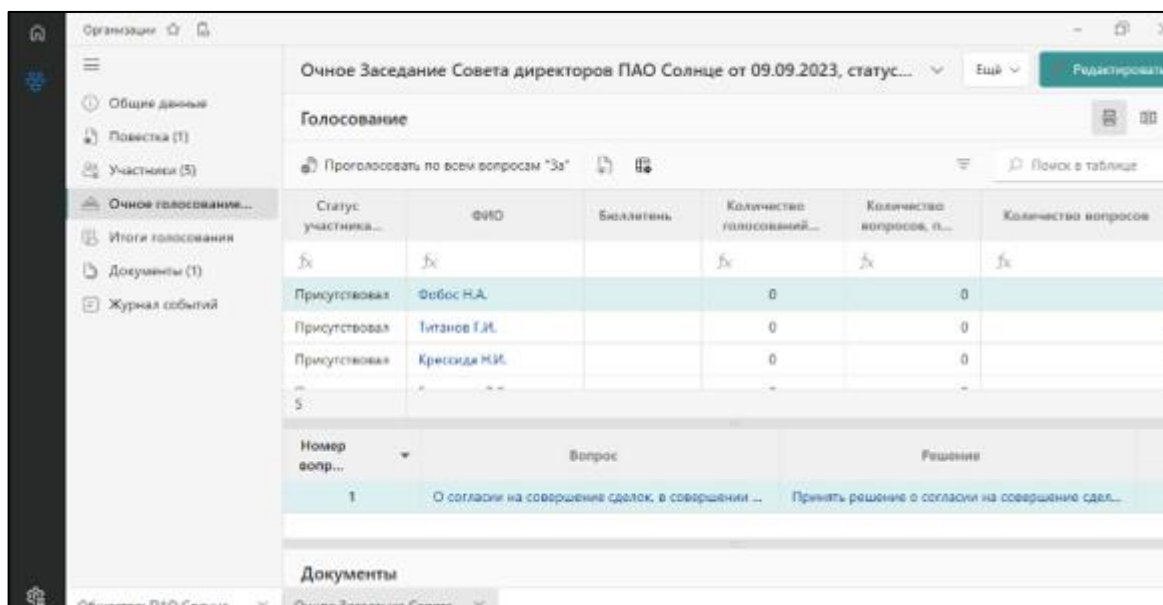 Организации
Очное Заседание Совета директоров ПАО Солнце от 09.09.2023, статус...
Ещё
Редактировать
Общие данные
Повестка (1)
Участники (5)
Очное голосование...
Итоги голосования
Документы (1)
Журнал событий
Голосование
Проголосовать по всем вопросам "За"
Поиск в таблице
Статус участника...
ФИО
Бюллетень
Количество голосований...
Количество вопросов, п...
Количество вопросов
Присутствовал Фобос Н.А. 0 0
Присутствовал Титанов Г.И. 0 0
Присутствовал Крессида Н.И. 0 0
5
Номер вопр...
Вопрос
Решение
1 О согласии на совершение сделок, в совершении ... Принять решение о согласии на совершение сдел...
Документы